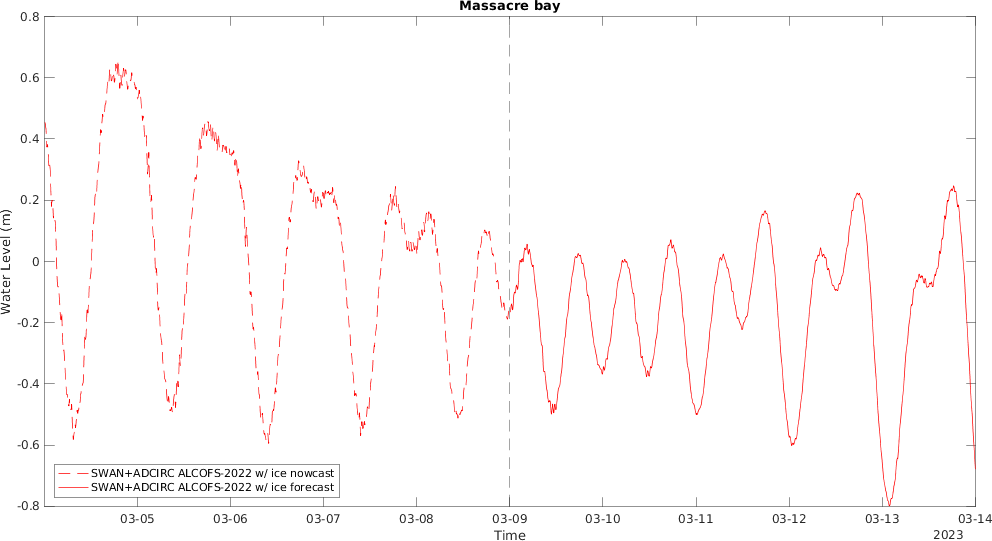 Massacre bay
0.8
0.6
0.4
0.2
0
-0.2
-0.4
-0.6
-0.8
Water Level (m)
SWAN+ADCIRC ALCOFS-2022 w/ ice nowcast
SWAN+ADCIRC ALCOFS-2022 w/ ice forecast
03-05 03-06 03-07 03-08 03-09 03-10 03-11 03-12 03-13 03-14
Time
2023